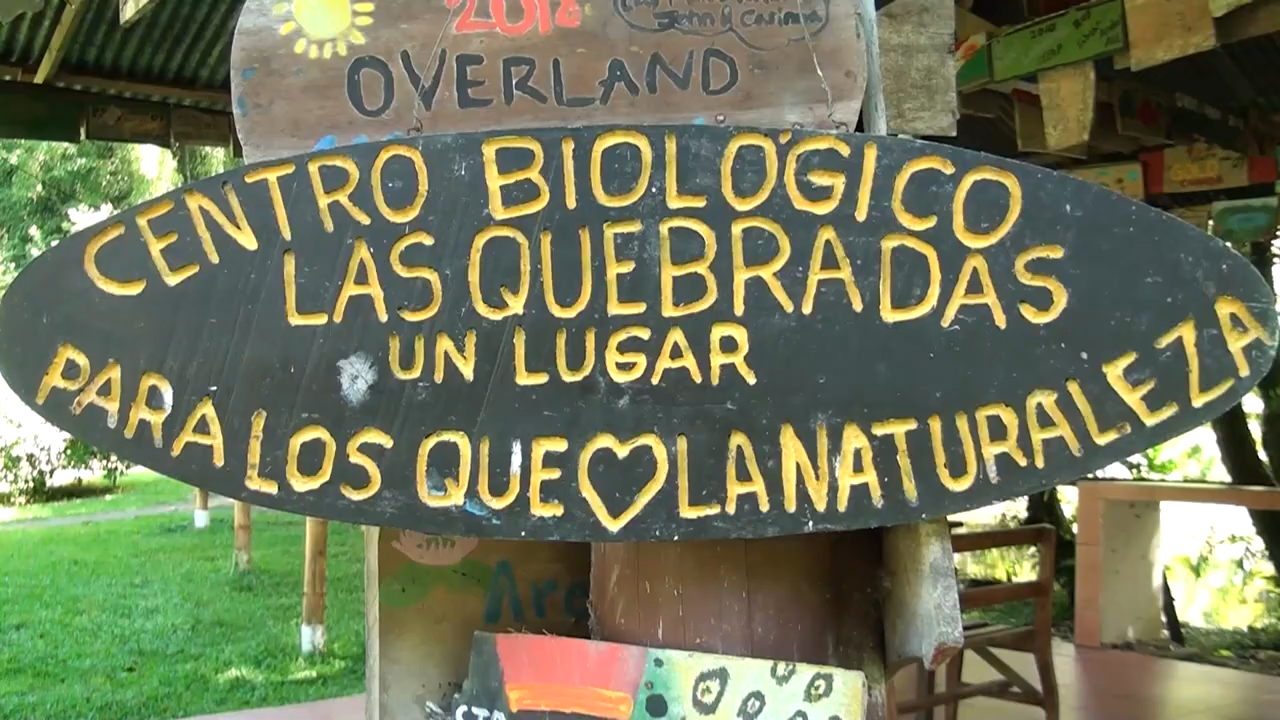 2018
OVERLAND
CENTRO BIOLÓGICO
LAS QUEBRADAS
UN LUGAR
PARA LOS QUE ♡ LA NATURALEZA